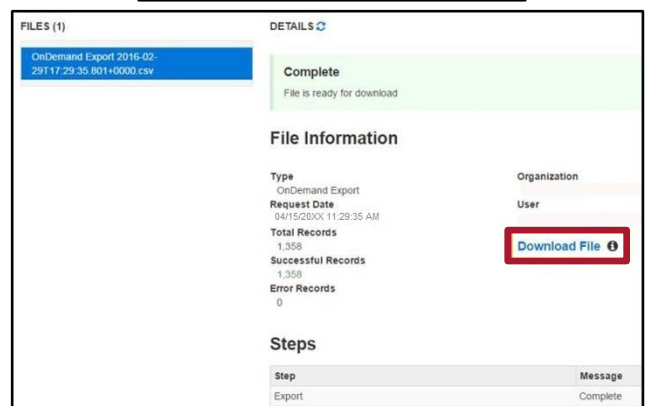 FILES (1)
DETAILS
OnDemand Export 2016-02-
29T17:29:35.801+0000.csv
Complete
File is ready for download
File Information
Type
OnDemand Export
Organization
Request Date
04/15/20XX 11:29:35 AM
User
Total Records
1,358
Download File
Successful Records
1,358
Error Records
0
Steps
Step Message
Export Complete